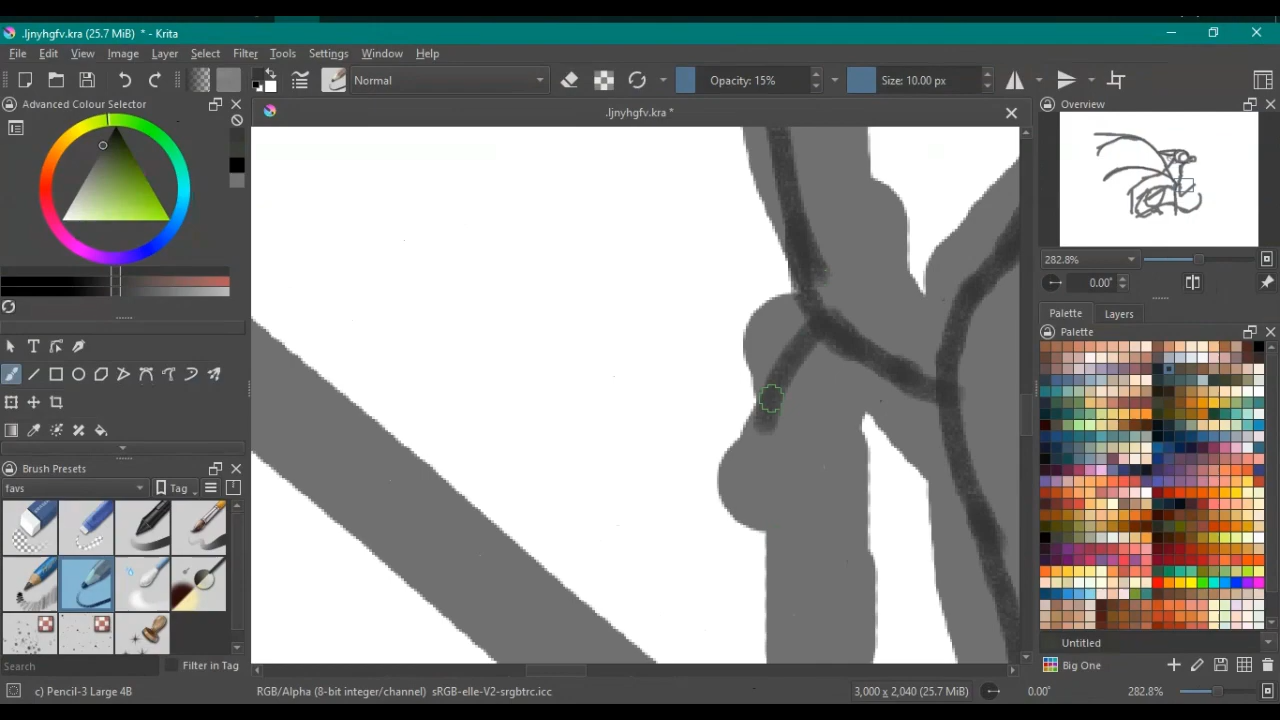 .ljnyhgfv.kra (25.7 MiB) * - Krita
File Edit View Image Layer Select Filter Tools Settings Window Help
Normal Opacity: 15% Size: 10.00 px
Advanced Colour Selector
.ljnyhgfv.kra *
Overview
282.8%
0.00°
Palette Layers
Palette
Brush Presets
favs Tag
Untitled
Search Filter in Tag
Big One
c) Pencil-3 Large 4B RGB/Alpha (8-bit integer/channel) sRGB-elle-V2-srgbtrc.icc 3,000 x 2,040 (25.7 MiB) 0.00° 282.8%